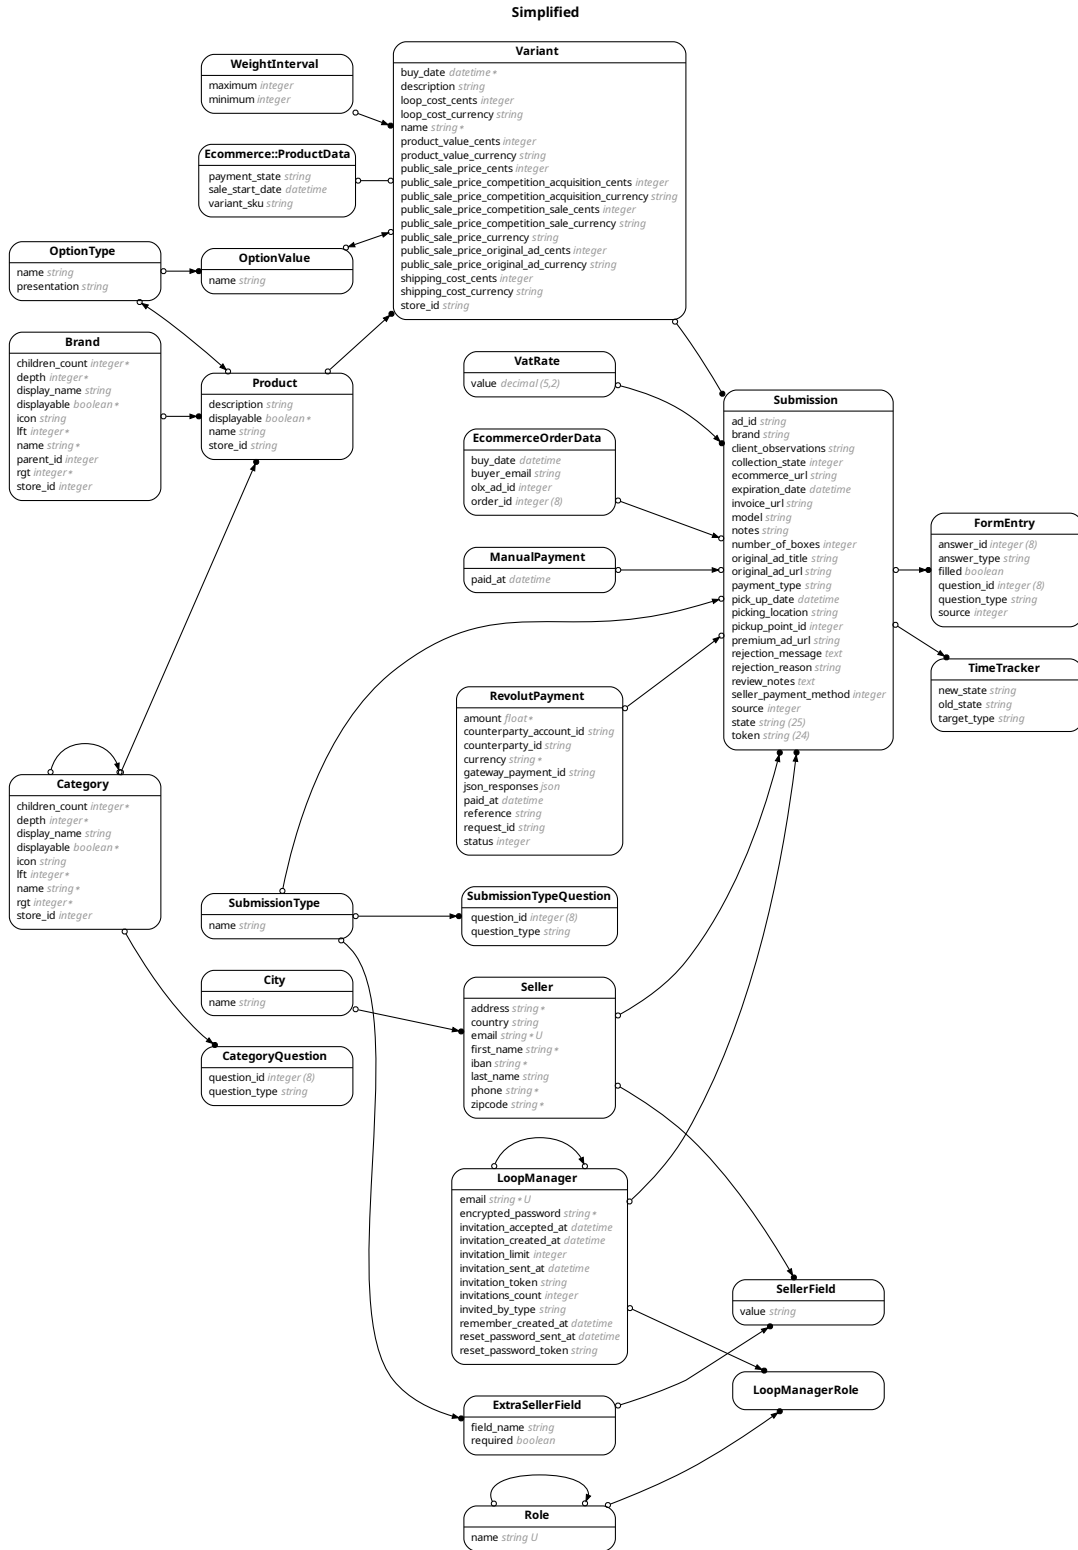 Simplified
WeightInterval
maximum integer
minimum integer
Ecommerce::ProductData
payment_state string
sale_start_date datetime
variant_sku string
OptionType
name string
presentation string
OptionValue
name string
Variant
buy_date datetime *
description string
loop_cost_cents integer
loop_cost_currency string
name string *
product_value_cents integer
product_value_currency string
public_sale_price_cents integer
public_sale_price_competition_acquisition_cents integer
public_sale_price_competition_acquisition_currency string
public_sale_price_competition_sale_cents integer
public_sale_price_competition_sale_currency string
public_sale_price_currency string
public_sale_price_original_ad_cents integer
public_sale_price_original_ad_currency string
shipping_cost_cents integer
shipping_cost_currency string
store_id string
Brand
children_count integer *
depth integer *
display_name string
displayable boolean *
icon string
lft integer *
name string *
parent_id integer
rgt integer *
store_id integer
Product
description string
displayable boolean *
name string
store_id string
VatRate
value decimal (5,2)
EcommerceOrderData
buy_date datetime
buyer_email string
olx_ad_id integer
order_id integer (8)
ManualPayment
paid_at datetime
Submission
ad_id string
brand string
client_observations string
collection_state integer
ecommerce_url string
expiration_date datetime
invoice_url string
model string
notes string
number_of_boxes integer
original_ad_title string
original_ad_url string
payment_type string
pick_up_date datetime
picking_location string
pickup_point_id integer
premium_ad_url string
rejection_message text
rejection_reason string
review_notes text
seller_payment_method integer
source integer
state string (25)
token string (24)
FormEntry
answer_id integer (8)
answer_type string
filled boolean
question_id integer (8)
question_type string
source integer
TimeTracker
new_state string
old_state string
target_type string
RevolutPayment
amount float *
counterparty_account_id string
counterparty_id string
currency string *
gateway_payment_id string
json_responses json
paid_at datetime
reference string
request_id string
status integer
Category
children_count integer *
depth integer *
display_name string
displayable boolean *
icon string
lft integer *
name string *
rgt integer *
store_id integer
SubmissionType
name string
SubmissionTypeQuestion
question_id integer (8)
question_type string
City
name string
CategoryQuestion
question_id integer (8)
question_type string
Seller
address string *
country string
email string * U
first_name string *
iban string *
last_name string
phone string *
zipcode string *
LoopManager
email string * U
encrypted_password string *
invitation_accepted_at datetime
invitation_created_at datetime
invitation_limit integer
invitation_sent_at datetime
invitation_token string
invitations_count integer
invited_by_type string
remember_created_at datetime
reset_password_sent_at datetime
reset_password_token string
SellerField
value string
LoopManagerRole
ExtraSellerField
field_name string
required boolean
Role
name string U